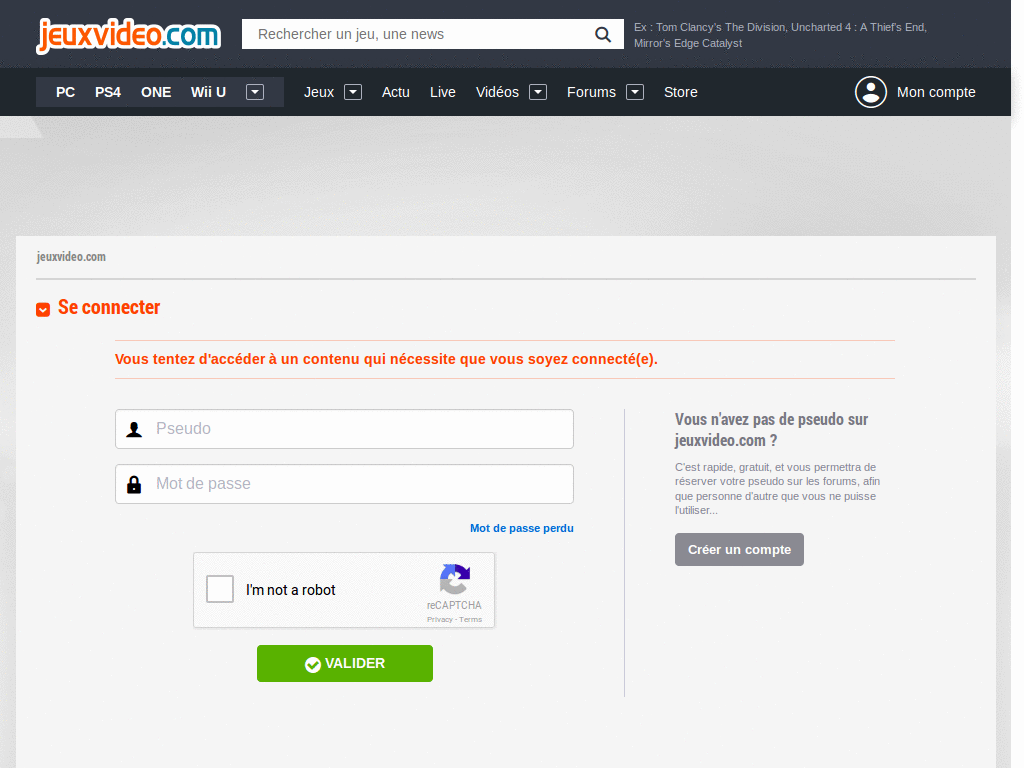 jeuxvideo.com
Rechercher un jeu, une news
Ex : Tom Clancy's The Division, Uncharted 4 : A Thief's End,
Mirror's Edge Catalyst
PC PS4 ONE Wii U Jeux Actu Live Vidéos Forums Store Mon compte
jeuxvideo.com
Se connecter
Vous tentez d'accéder à un contenu qui nécessite que vous soyez connecté(e).
Pseudo
Mot de passe
Mot de passe perdu
I'm not a robot
reCAPTCHA
Privacy - Terms
VALIDER
Vous n'avez pas de pseudo sur
jeuxvideo.com ?
C'est rapide, gratuit, et vous permettra de
réserver votre pseudo sur les forums, afin
que personne d'autre que vous ne puisse
l'utiliser...
Créer un compte